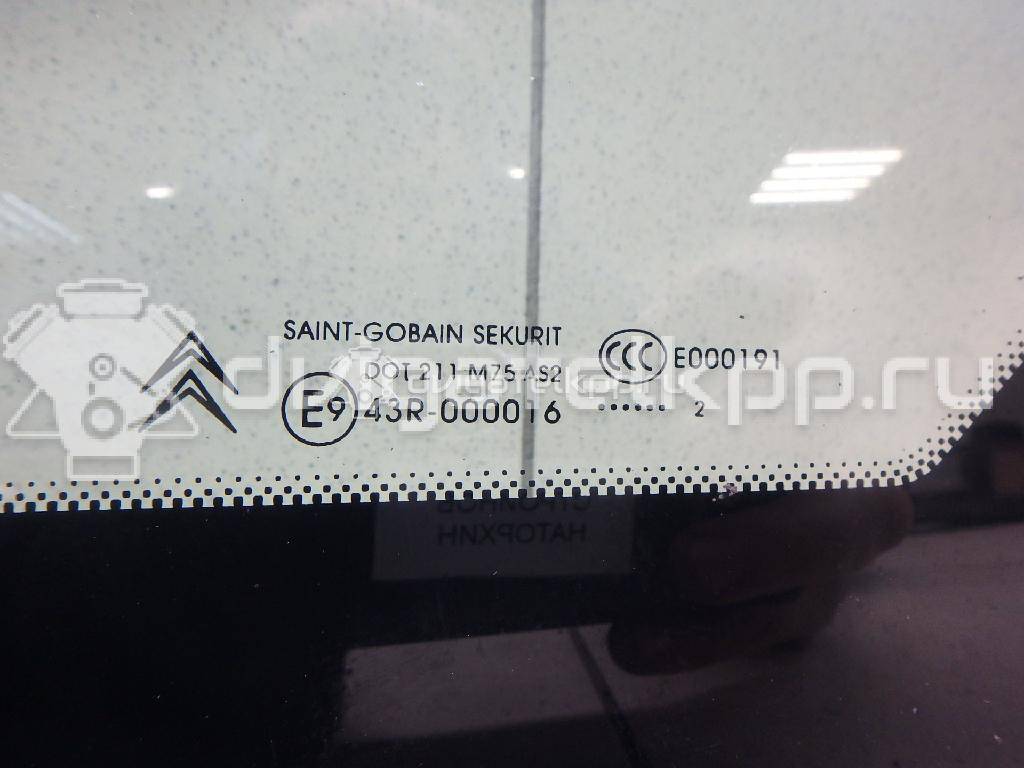 SAINT-GOBAIN SEKURIT
DOT 211 M75 AS2
E9 43R-000016
CCC E000191
...... 2
dvigatelkpp.ru